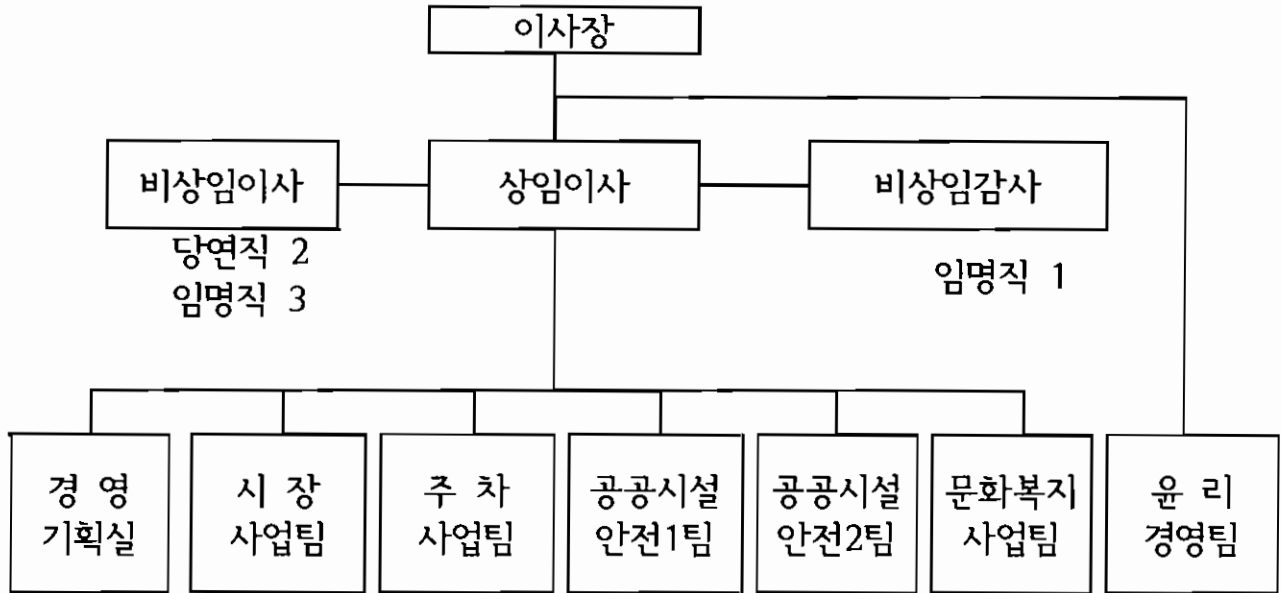 이사장
비상임이사
상임이사
비상임감사
당연직 2
임명직 3
임명직 1
경 영
기획실
시 장
사업팀
주 차
사업팀
공공시설
안전1팀
공공시설
안전2팀
문화복지
사업팀
윤 리
경영팀